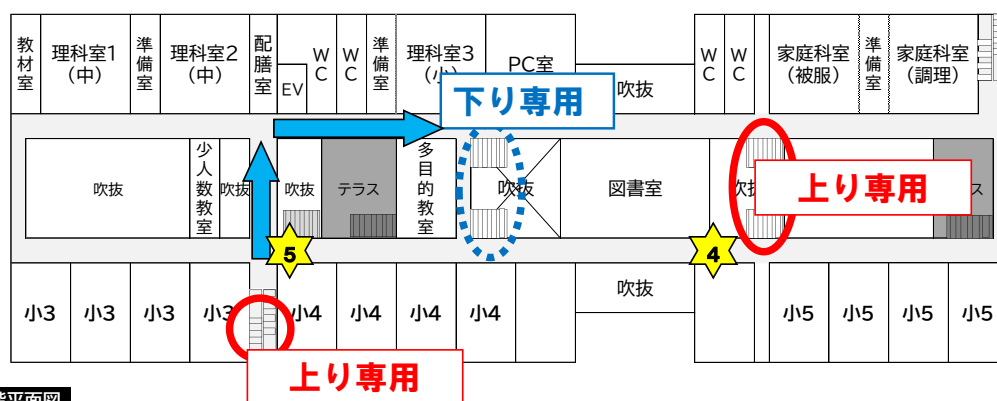 教材室
理科室1
（中）
準備室
理科室2
（中）
配膳室
EV
WC
WC
準備室
理科室3
PC室
吹抜
WC
WC
家庭科室
（被服）
準備室
家庭科室
（調理）
下り専用
吹抜
少人数教室
吹抜
吹抜
テラス
多目的教室
吹抜
図書室
上り専用
5
4
小3
小3
小3
小3
小4
小4
小4
小4
吹抜
小5
小5
小5
小5
上り専用
平面図